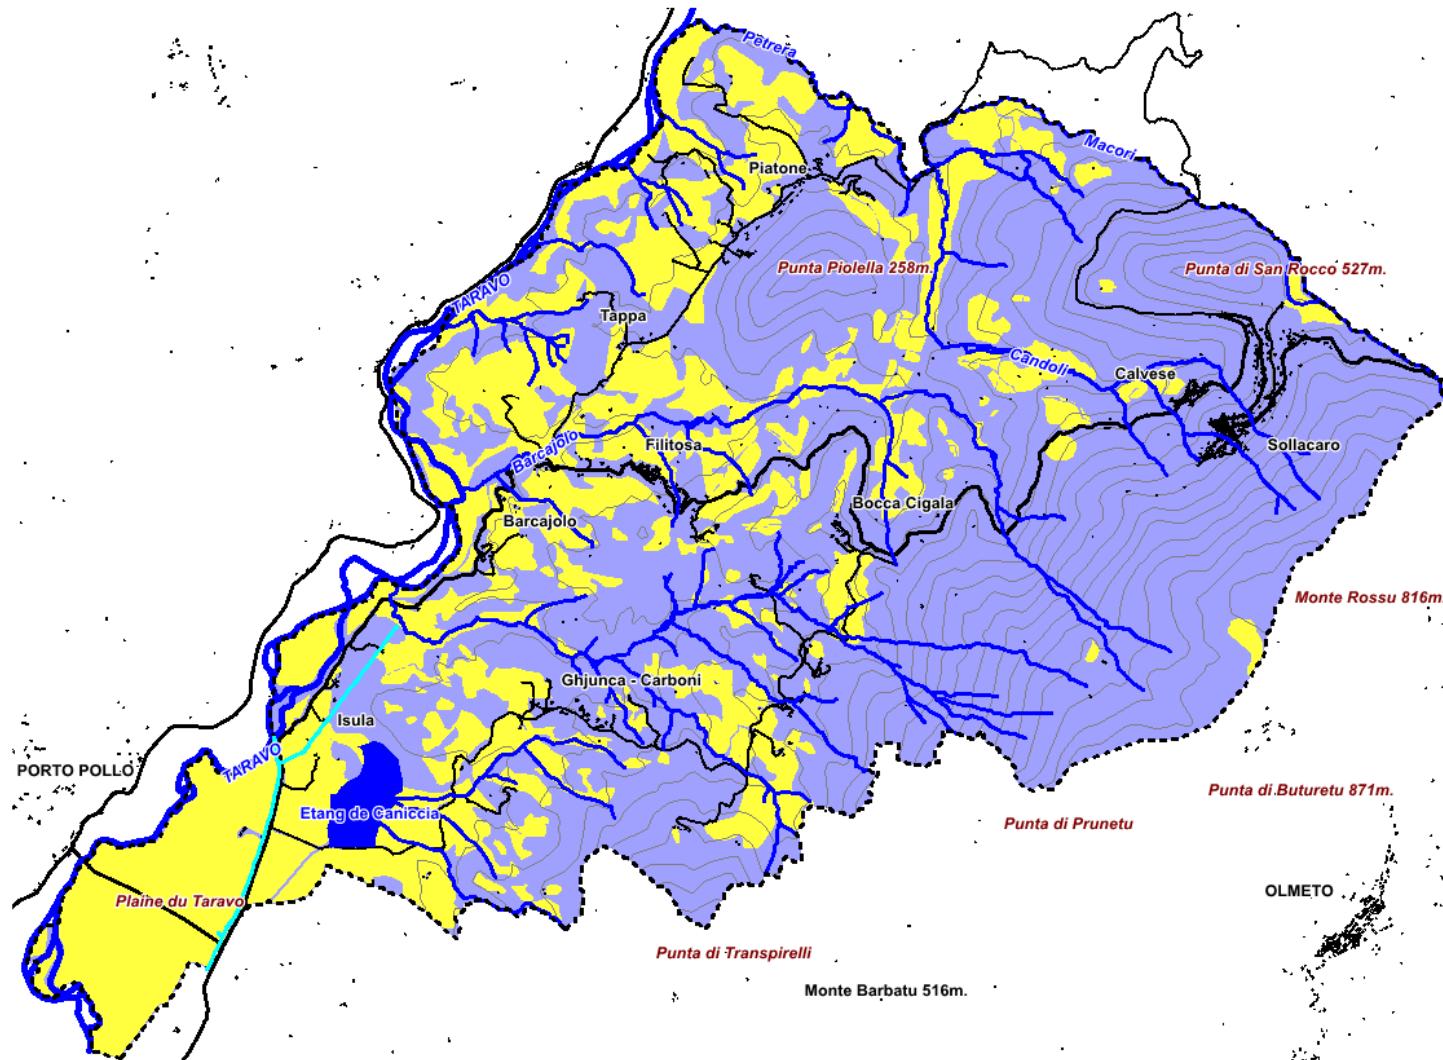 Petrera
Macori
Piatone
Punta Piolella 258m.
Punta di San Rocco 527m.
TARAVO
Tappa
Candoli
Calvese
Filitosa
Sollacaro
Barcajolo
Bocca Cigala
Barcajolo
Monte Rossu 816m.
Ghjunca - Carboni
Isula
TARAVO
PORTO POLLO
Punta di Buturetu 871m.
Etang de Caniccia
Punta di Prunetu
OLMETO
Plaine du Taravo
Punta di Transpirelli
Monte Barbatu 516m.